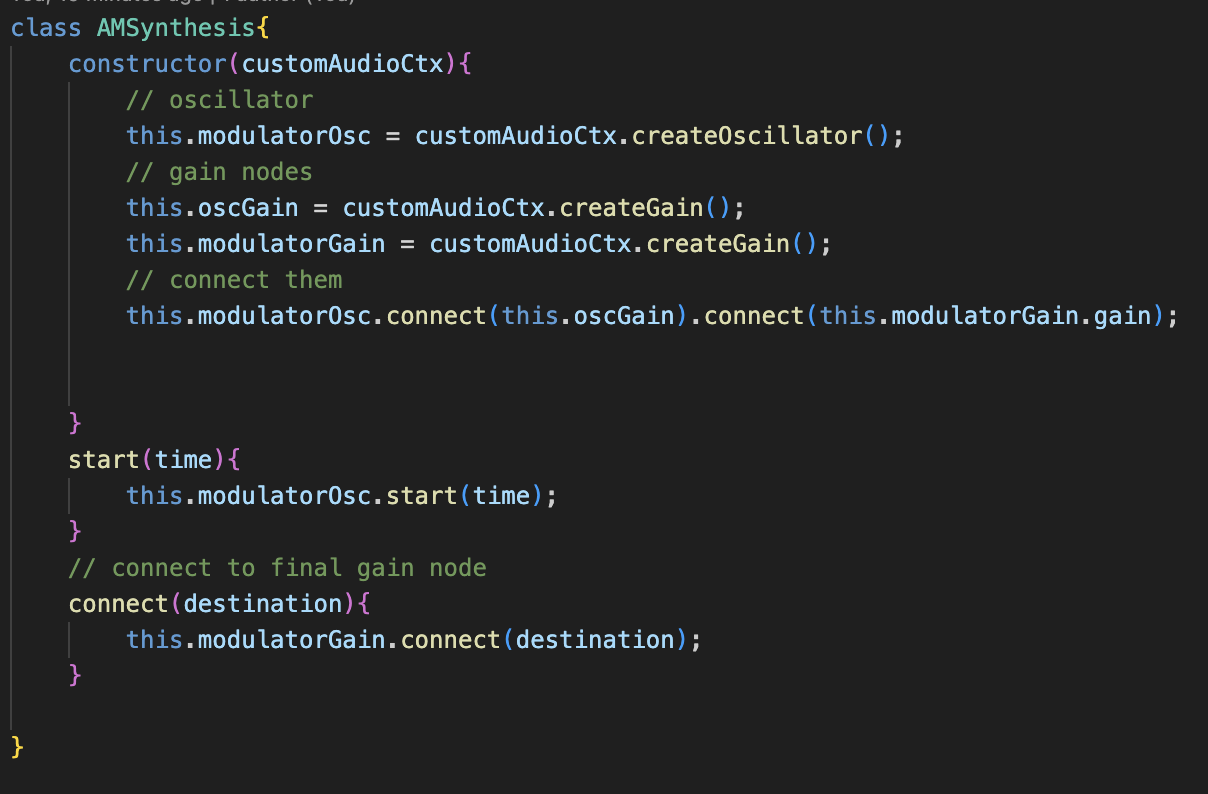 class AMSynthesis{
    constructor(customAudioCtx){
        // oscillator
        this.modulatorOsc = customAudioCtx.createOscillator();
        // gain nodes
        this.oscGain = customAudioCtx.createGain();
        this.modulatorGain = customAudioCtx.createGain();
        // connect them
        this.modulatorOsc.connect(this.oscGain).connect(this.modulatorGain.gain);
    }
    start(time){
        this.modulatorOsc.start(time);
    }
    // connect to final gain node
    connect(destination){
        this.modulatorGain.connect(destination);
    }
}